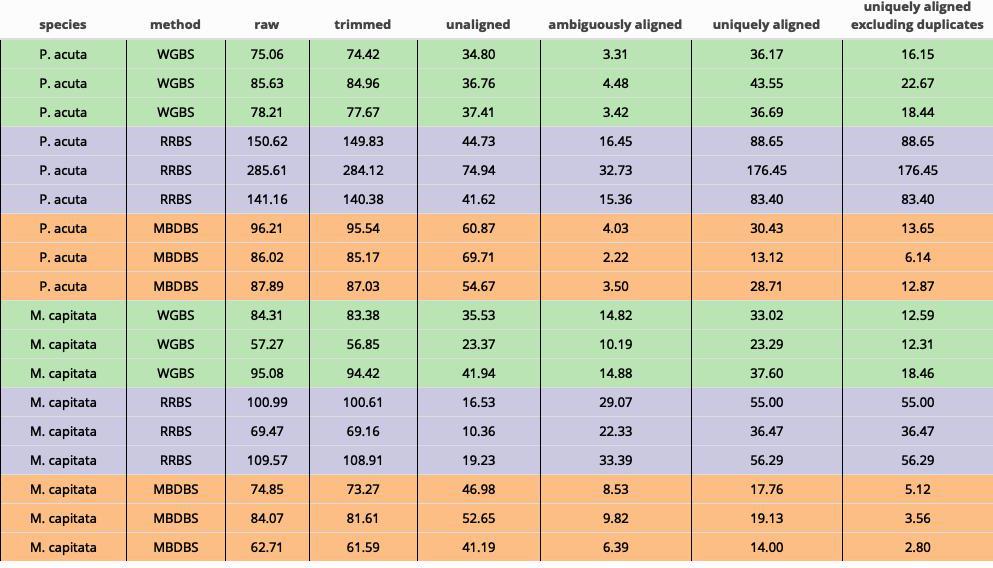 species method raw trimmed unaligned ambiguously aligned uniquely aligned uniquely aligned excluding duplicates
P. acuta WGBS 75.06 74.42 34.80 3.31 36.17 16.15
P. acuta WGBS 85.63 84.96 36.76 4.48 43.55 22.67
P. acuta WGBS 78.21 77.67 37.41 3.42 36.69 18.44
P. acuta RRBS 150.62 149.83 44.73 16.45 88.65 88.65
P. acuta RRBS 285.61 284.12 74.94 32.73 176.45 176.45
P. acuta RRBS 141.16 140.38 41.62 15.36 83.40 83.40
P. acuta MBDBS 96.21 95.54 60.87 4.03 30.43 13.65
P. acuta MBDBS 86.02 85.17 69.71 2.22 13.12 6.14
P. acuta MBDBS 87.89 87.03 54.67 3.50 28.71 12.87
M. capitata WGBS 84.31 83.38 35.53 14.82 33.02 12.59
M. capitata WGBS 57.27 56.85 23.37 10.19 23.29 12.31
M. capitata WGBS 95.08 94.42 41.94 14.88 37.60 18.46
M. capitata RRBS 100.99 100.61 16.53 29.07 55.00 55.00
M. capitata RRBS 69.47 69.16 10.36 22.33 36.47 36.47
M. capitata RRBS 109.57 108.91 19.23 33.39 56.29 56.29
M. capitata MBDBS 74.85 73.27 46.98 8.53 17.76 5.12
M. capitata MBDBS 84.07 81.61 52.65 9.82 19.13 3.56
M. capitata MBDBS 62.71 61.59 41.19 6.39 14.00 2.80